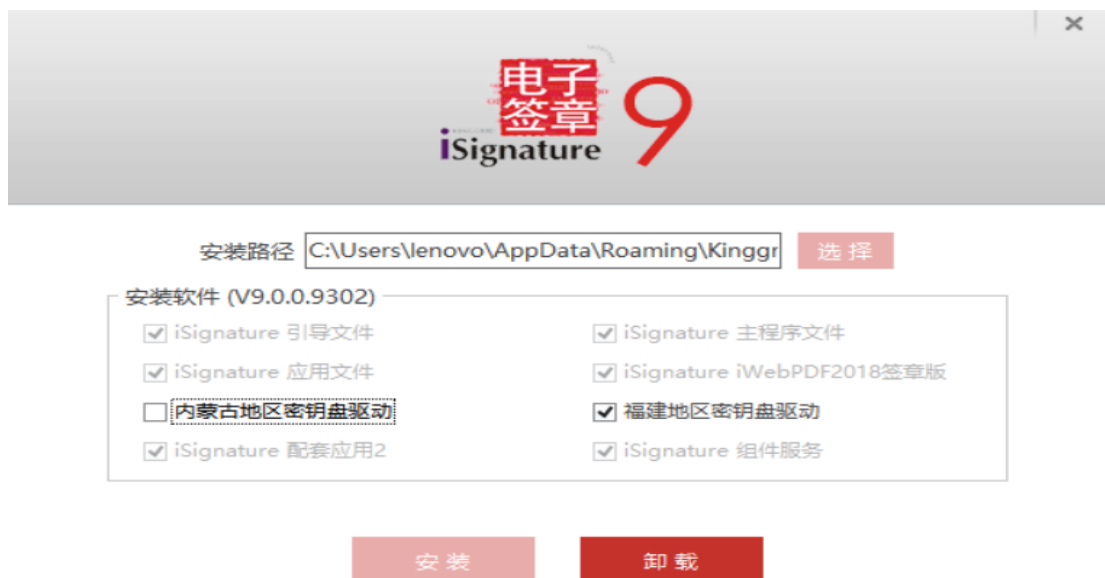 电子
签章
iSignature 9
安装路径 C:\Users\lenovo\AppData\Roaming\Kinggr 选择
安装软件 (V9.0.0.9302)
iSignature 引导文件 iSignature 主程序文件
iSignature 应用文件 iSignature iWebPDF2018签章版
内蒙古地区密钥盘驱动 福建地区密钥盘驱动
iSignature 配套应用2 iSignature 组件服务
安装 卸载